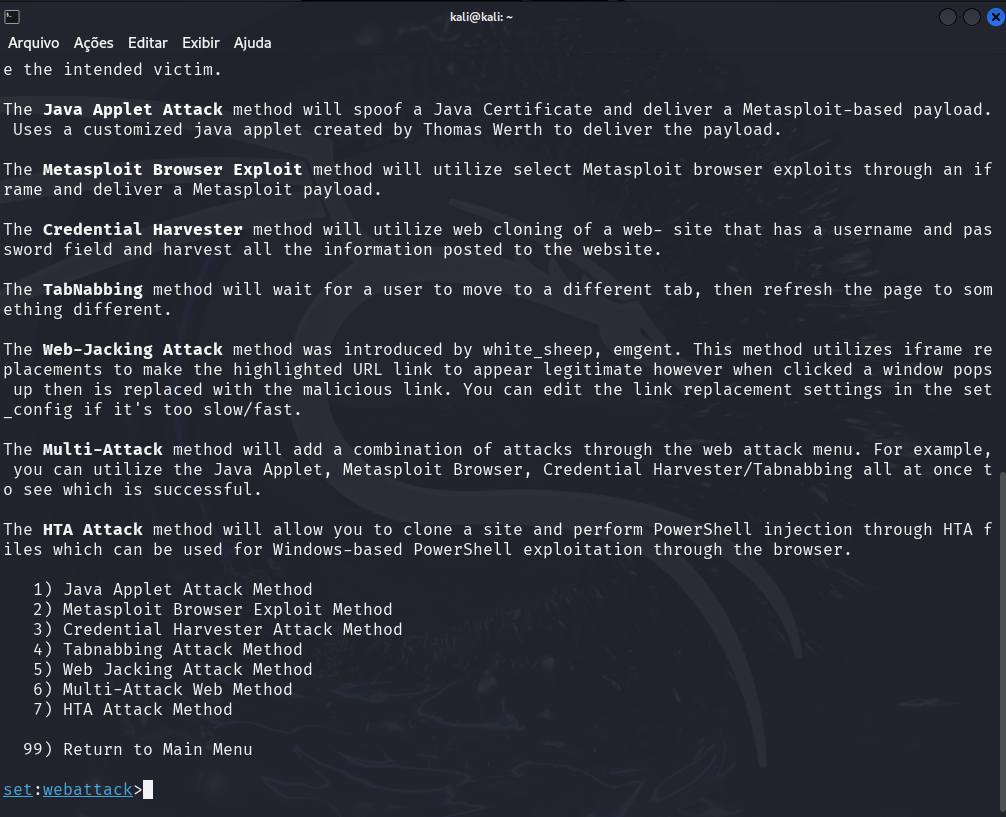 kali@kali: ~
Arquivo Ações Editar Exibir Ajuda
e the intended victim.
The Java Applet Attack method will spoof a Java Certificate and deliver a Metasploit-based payload.
Uses a customized java applet created by Thomas Werth to deliver the payload.
The Metasploit Browser Exploit method will utilize select Metasploit browser exploits through an if
rame and deliver a Metasploit payload.
The Credential Harvester method will utilize web cloning of a web- site that has a username and pas
sword field and harvest all the information posted to the website.
The TabNabbing method will wait for a user to move to a different tab, then refresh the page to som
ething different.
The Web-Jacking Attack method was introduced by white_sheep, emgent. This method utilizes iframe re
placements to make the highlighted URL link to appear legitimate however when clicked a window pops
up then is replaced with the malicious link. You can edit the link replacement settings in the set
_config if it's too slow/fast.
The Multi-Attack method will add a combination of attacks through the web attack menu. For example,
you can utilize the Java Applet, Metasploit Browser, Credential Harvester/Tabnabbing all at once t
o see which is successful.
The HTA Attack method will allow you to clone a site and perform PowerShell injection through HTA f
iles which can be used for Windows-based PowerShell exploitation through the browser.
1) Java Applet Attack Method
2) Metasploit Browser Exploit Method
3) Credential Harvester Attack Method
4) Tabnabbing Attack Method
5) Web Jacking Attack Method
6) Multi-Attack Web Method
7) HTA Attack Method
99) Return to Main Menu
set:webattack>